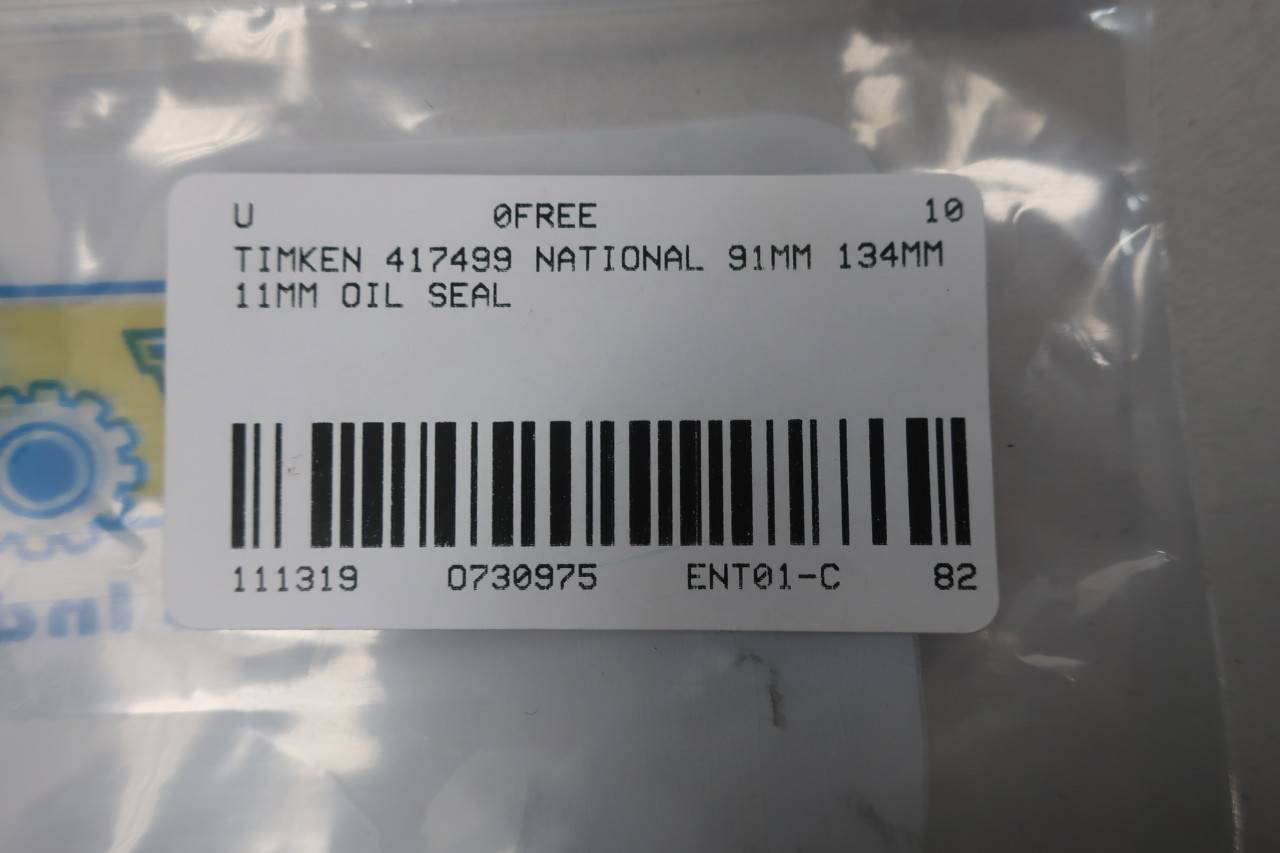 U 0FREE 10
TIMKEN 417499 NATIONAL 91MM 134MM
11MM OIL SEAL
111319 0730975 ENT01-C 82